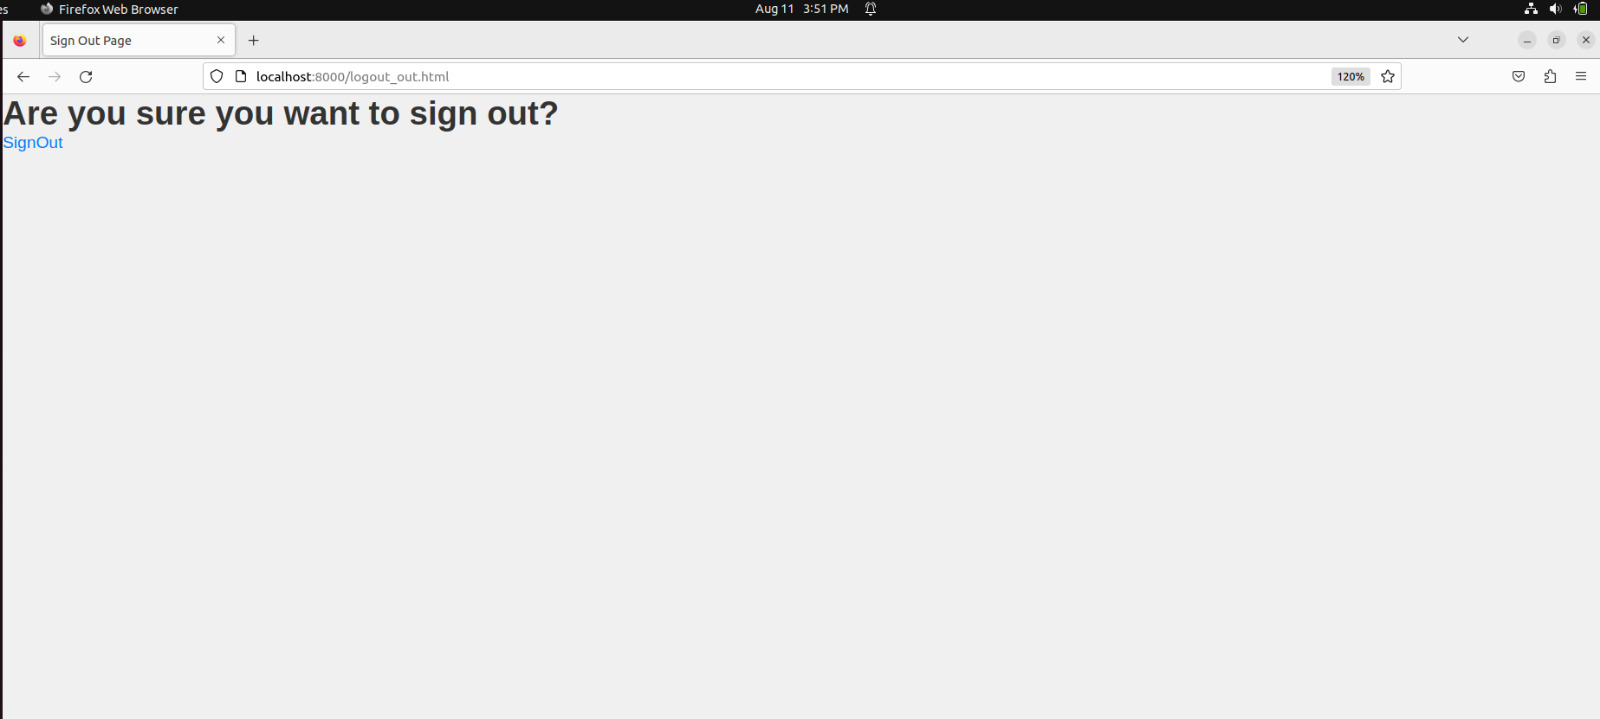 es Firefox Web Browser Aug 11 3:51 PM
Sign Out Page
localhost:8000/logout_out.html 120%
Are you sure you want to sign out?
SignOut